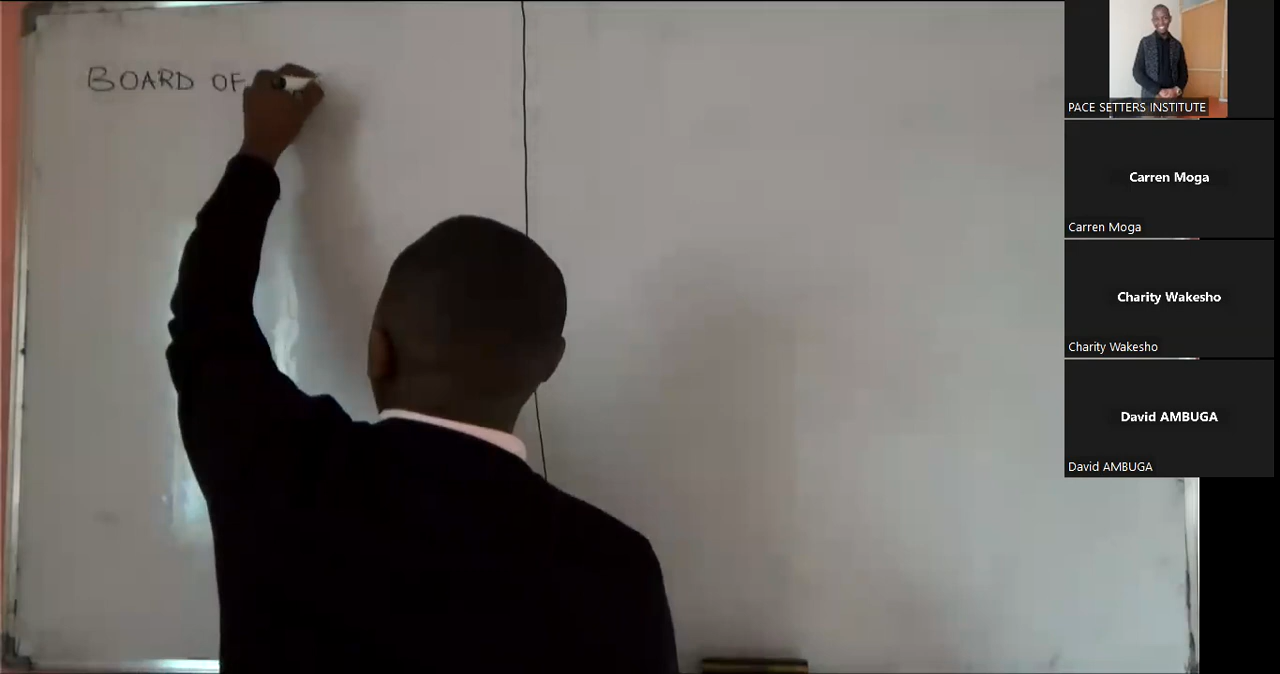 BOARD OF
PACE SETTERS INSTITUTE
Carren Moga
Carren Moga
Charity Wakesho
Charity Wakesho
David AMBUGA
David AMBUGA